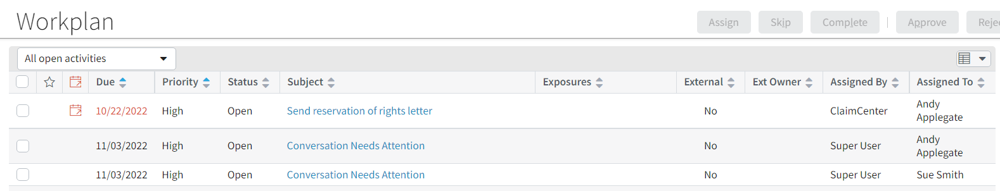 Workplan
Assign Skip Complete Approve
All open activities
Due Priority Status Subject Exposures External Ext Owner Assigned By Assigned To
10/22/2022 High Open Send reservation of rights letter No ClaimCenter Andy
Applegate
11/03/2022 High Open Conversation Needs Attention No Super User Andy
Applegate
11/03/2022 High Open Conversation Needs Attention No Super User Sue Smith